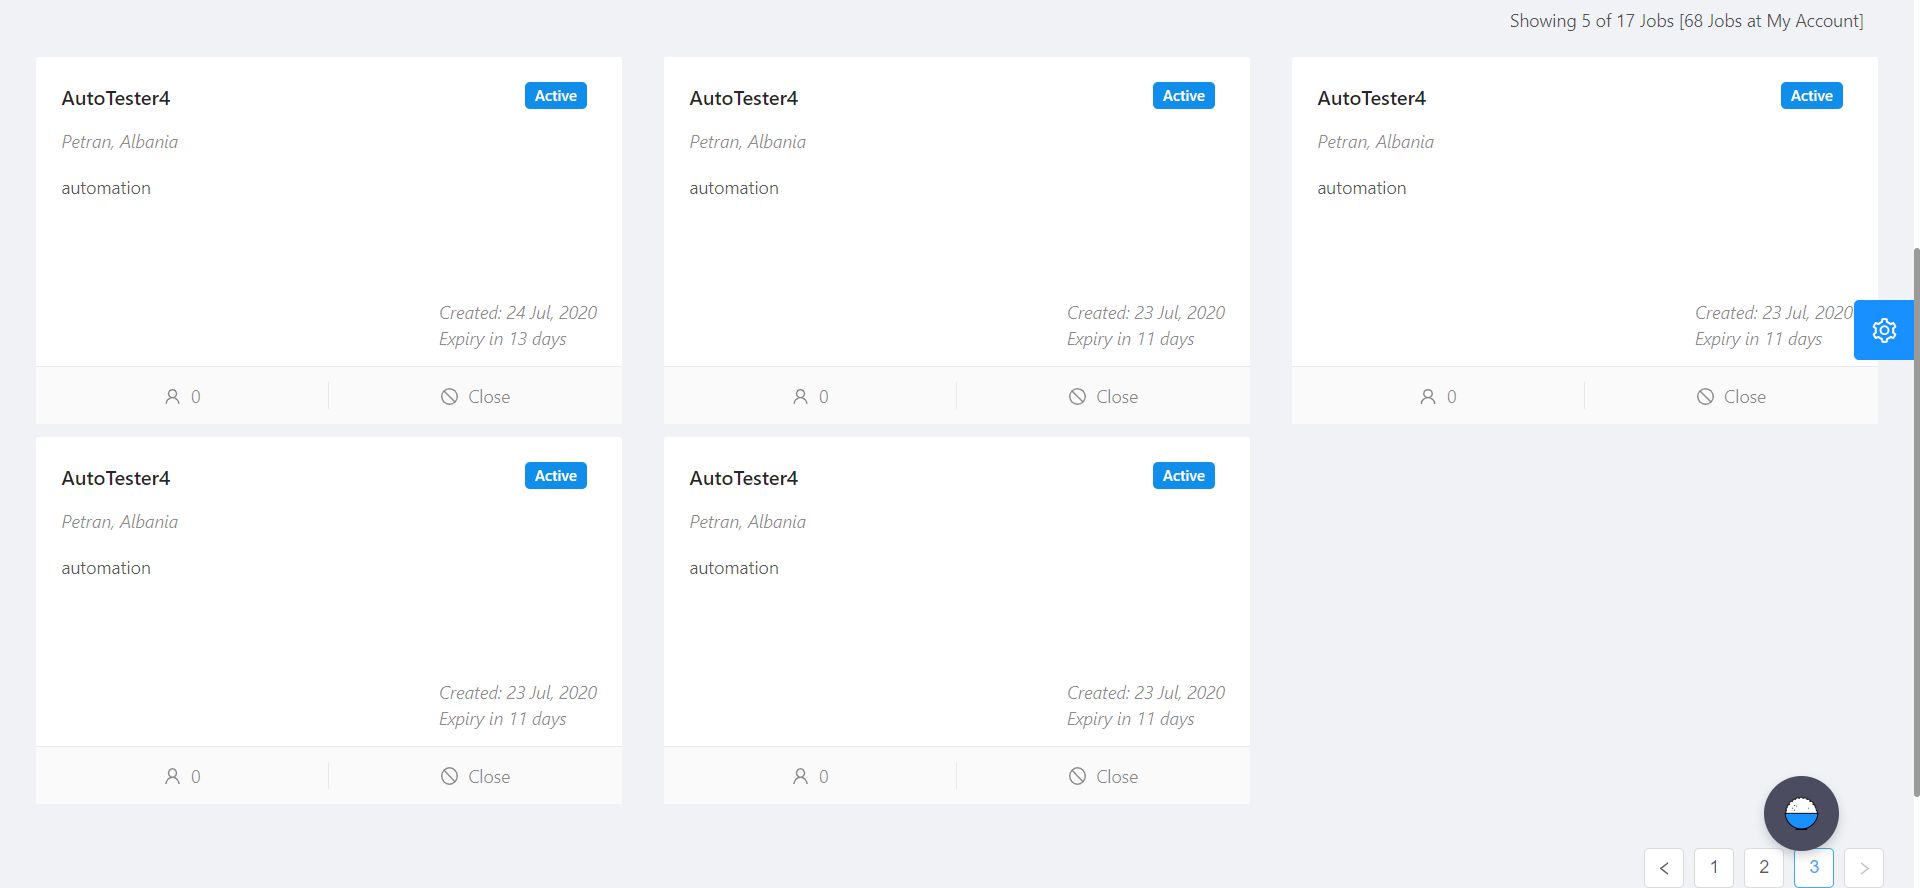 Showing 5 of 17 Jobs [68 Jobs at My Account]
AutoTester4 Active
Petran, Albania
automation
Created: 24 Jul, 2020
Expiry in 13 days
0 Close
AutoTester4 Active
Petran, Albania
automation
Created: 23 Jul, 2020
Expiry in 11 days
0 Close
AutoTester4 Active
Petran, Albania
automation
Created: 23 Jul, 2020
Expiry in 11 days
0 Close
AutoTester4 Active
Petran, Albania
automation
Created: 23 Jul, 2020
Expiry in 11 days
0 Close
AutoTester4 Active
Petran, Albania
automation
Created: 23 Jul, 2020
Expiry in 11 days
0 Close
< 1 2 3 >